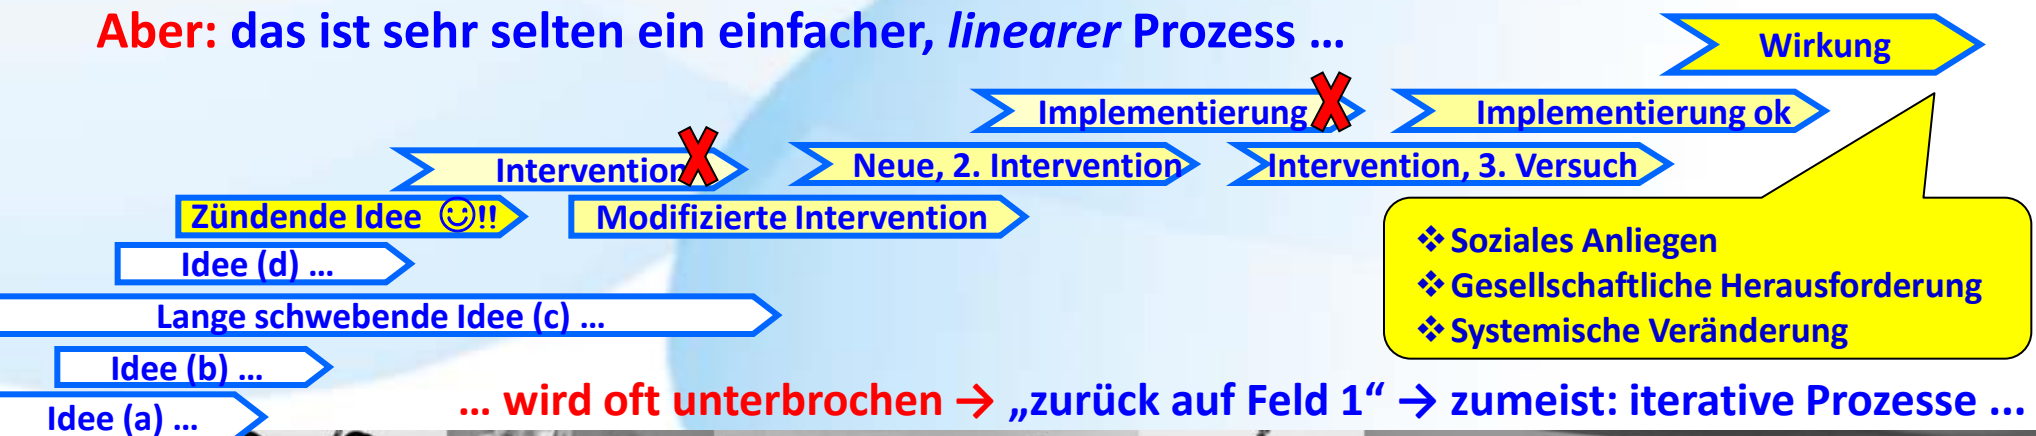 Aber: das ist sehr selten ein einfacher, linearer Prozess …
Wirkung
Implementierung
Implementierung ok
Intervention
Neue, 2. Intervention
Intervention, 3. Versuch
Zündende Idee ☺!!
Modifizierte Intervention
Idee (d) …
Lange schwebende Idee (c) …
Idee (b) …
Idee (a) …
❖ Soziales Anliegen
❖ Gesellschaftliche Herausforderung
❖ Systemische Veränderung
… wird oft unterbrochen → „zurück auf Feld 1“ → zumeist: iterative Prozesse ...